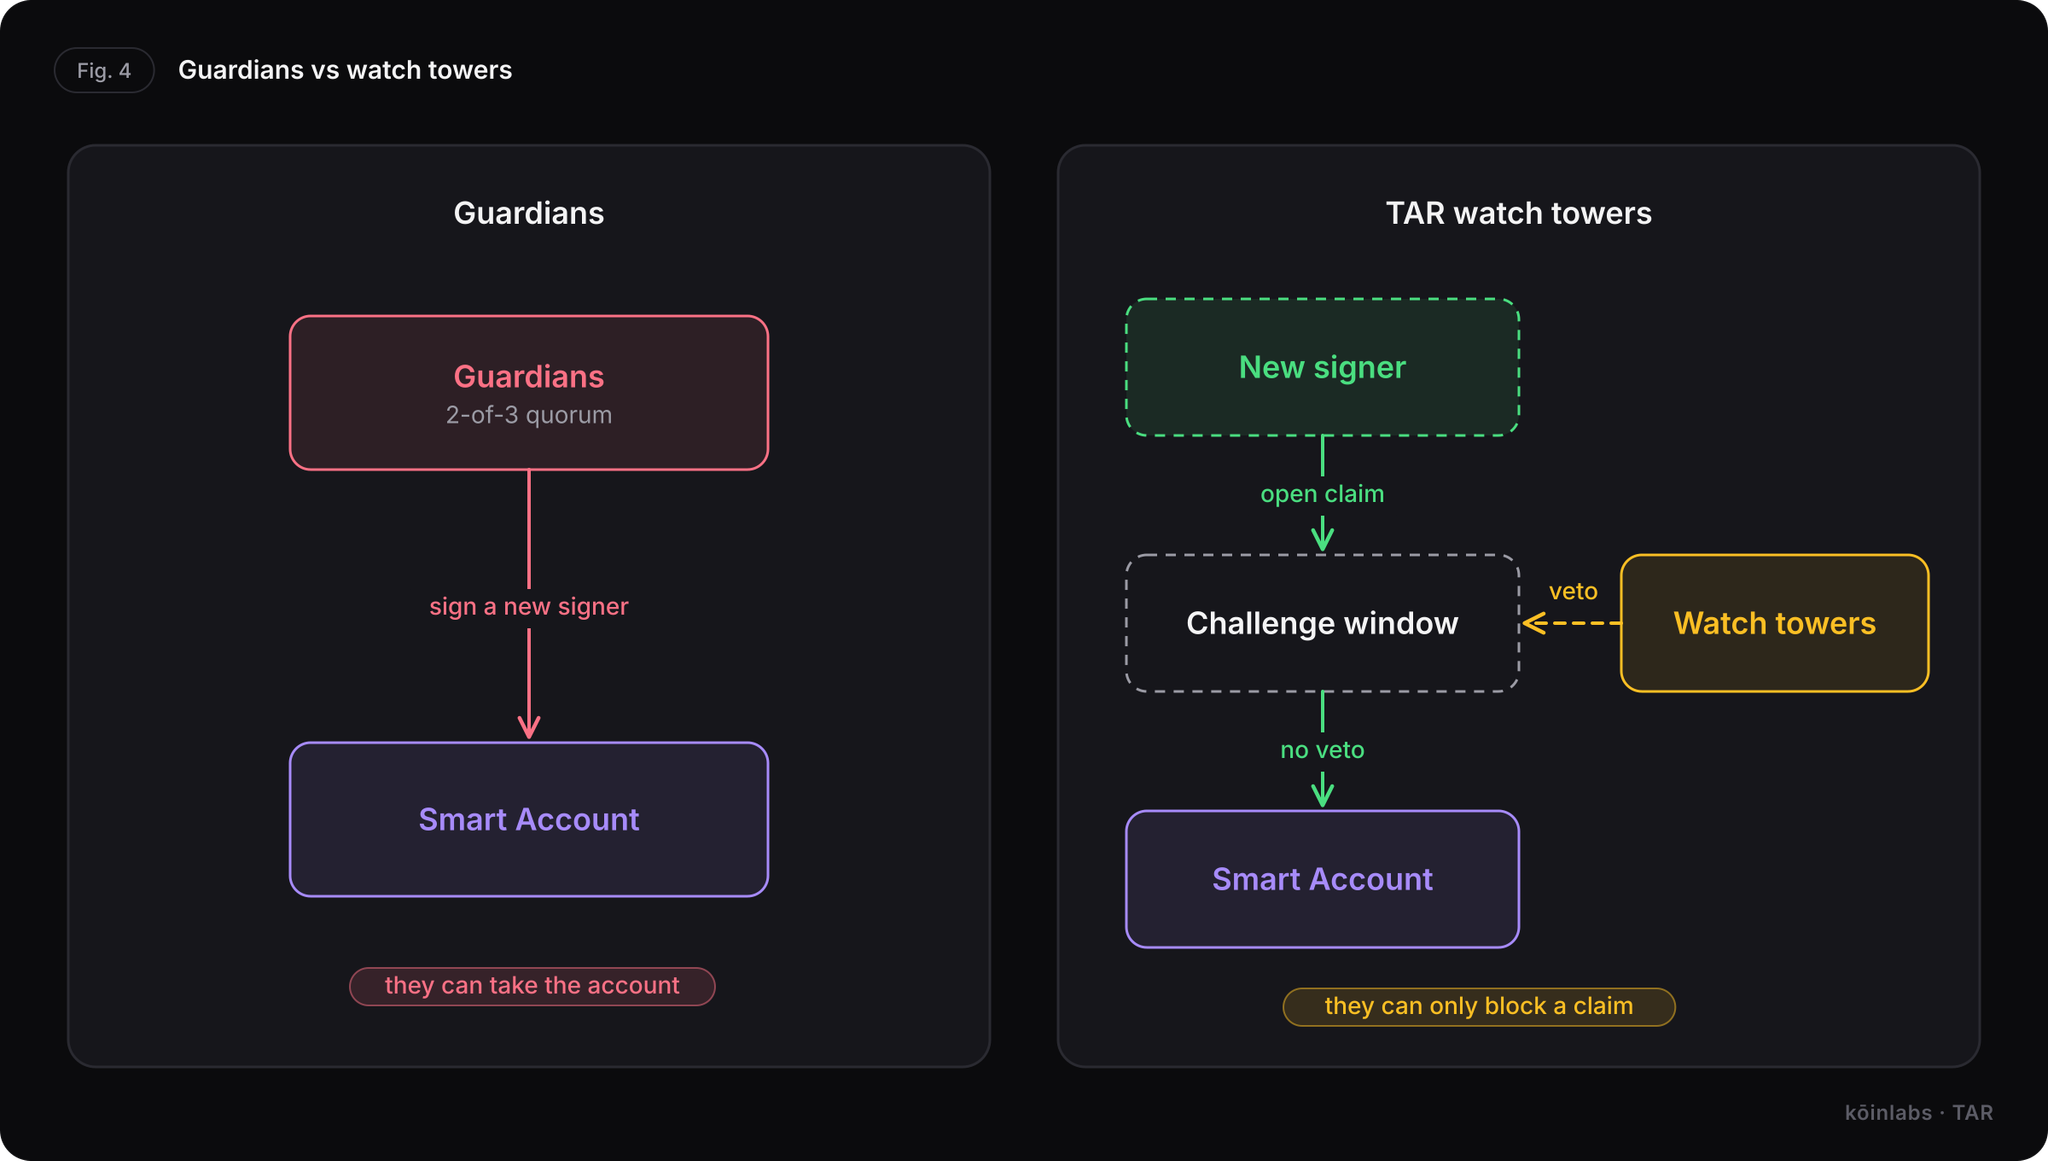 Fig. 4
Guardians vs watch towers
Guardians
Guardians
2-of-3 quorum
sign a new signer
Smart Account
they can take the account
TAR watch towers
New signer
open claim
Challenge window
veto
Watch towers
no veto
Smart Account
they can only block a claim
kōinlabs · TAR